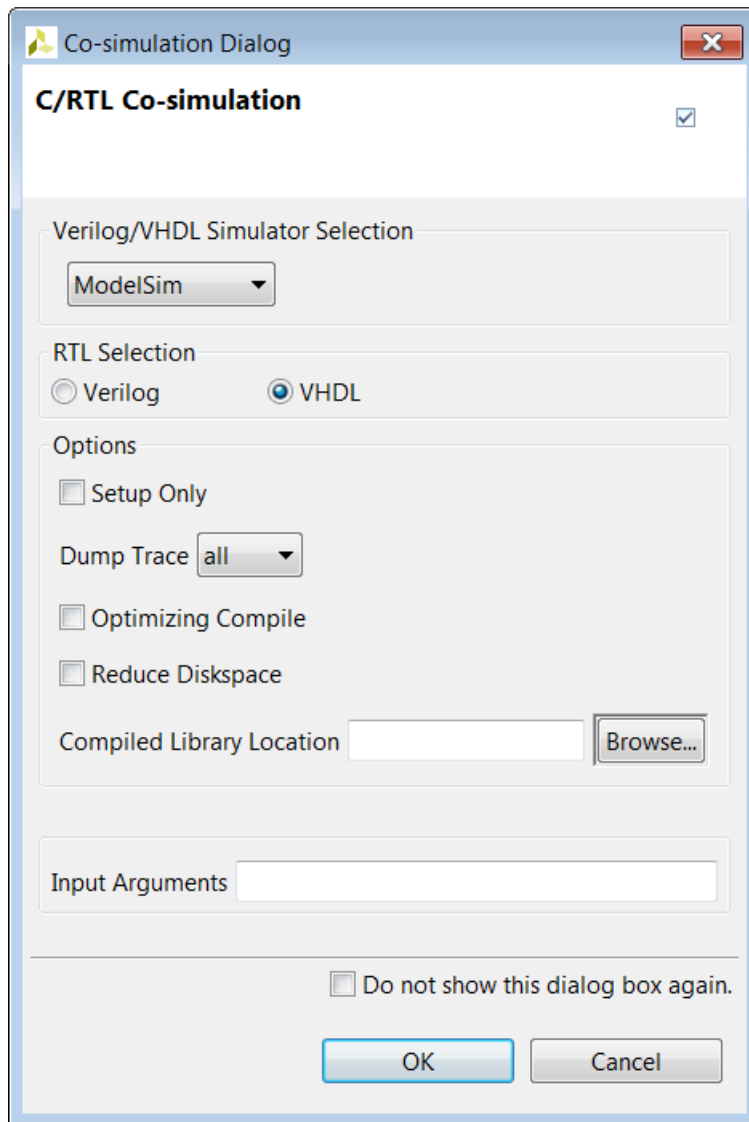 Co-simulation Dialog
C/RTL Co-simulation
Verilog/VHDL Simulator Selection
ModelSim
RTL Selection
Verilog VHDL
Options
Setup Only
Dump Trace all
Optimizing Compile
Reduce Diskspace
Compiled Library Location Browse...
Input Arguments
Do not show this dialog box again.
OK Cancel